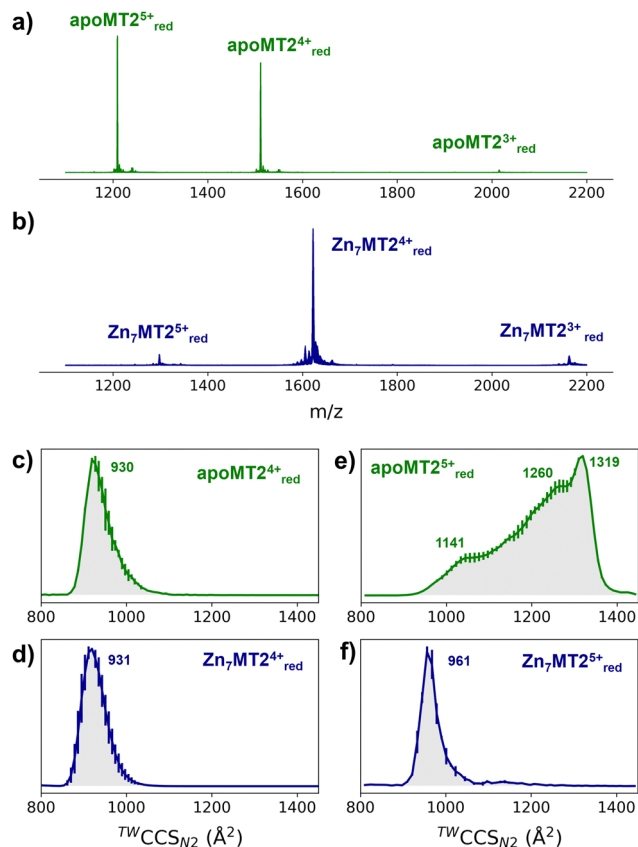 a)
apoMT2⁵⁺red
apoMT2⁴⁺red
apoMT2³⁺red
1200 1400 1600 1800 2000 2200
b)
Zn₇MT2⁴⁺red
Zn₇MT2⁵⁺red
Zn₇MT2³⁺red
1200 1400 1600 1800 2000 2200
m/z
c)
930
apoMT2⁴⁺red
800 1000 1200 1400
e)
apoMT2⁵⁺red
1141
1260
1319
800 1000 1200 1400
d)
931
Zn₇MT2⁴⁺red
800 1000 1200 1400
TWCCSN2 (Å²)
f)
961
Zn₇MT2⁵⁺red
800 1000 1200 1400
TWCCSN2 (Å²)